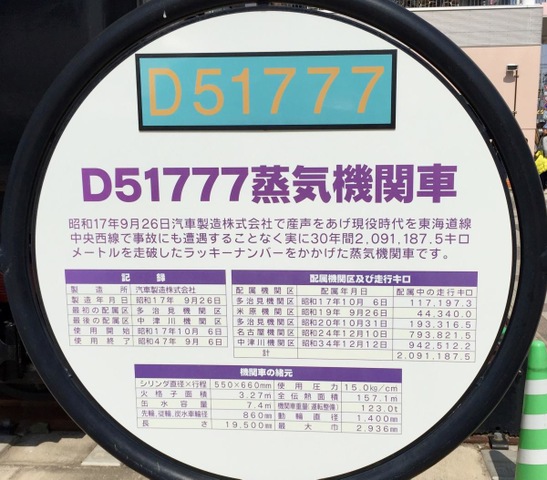 D51777
D51777蒸気機関車
昭和17年9月26日汽車製造株式会社で産声をあげ現役時代を東海道線
中央西線で事故にも遭遇することなく実に30年間2,091,187.5キロ
メートルを走破したラッキーナンバーをかかげた蒸気機関車です。
記録
製造所 汽車製造株式会社
製造年月日 昭和17年 9月26日
最初の配属区 多治見機関区
最後の配属区 中津川機関区
使用開始 昭和17年10月 6日
使用終了 昭和47年 9月 6日
配属機関区及び走行キロ
配属機関区 配属年月日 配属中の走行キロ
多治見機関区 昭和17年10月 6日 117,197.3
米原機関区 昭和19年 9月26日 44,340.0
多治見機関区 昭和20年10月31日 193,316.5
名古屋機関区 昭和24年12月10日 793,821.5
中津川機関区 昭和34年12月12日 942,512.2
計 2,091,187.5
機関車の緒元
シリンダ直径×行程 550×660mm 使用圧力 15.0kg/cm
火格子面積 3.27m 全伝熱面積 157.1m
缶水容量 7.4m 機関車重量(運転整備) 123.0t
先輪、従輪、炭水車輪径 860mm 動輪直径 1,400mm
長さ 19,500mm 最大巾 2,936mm